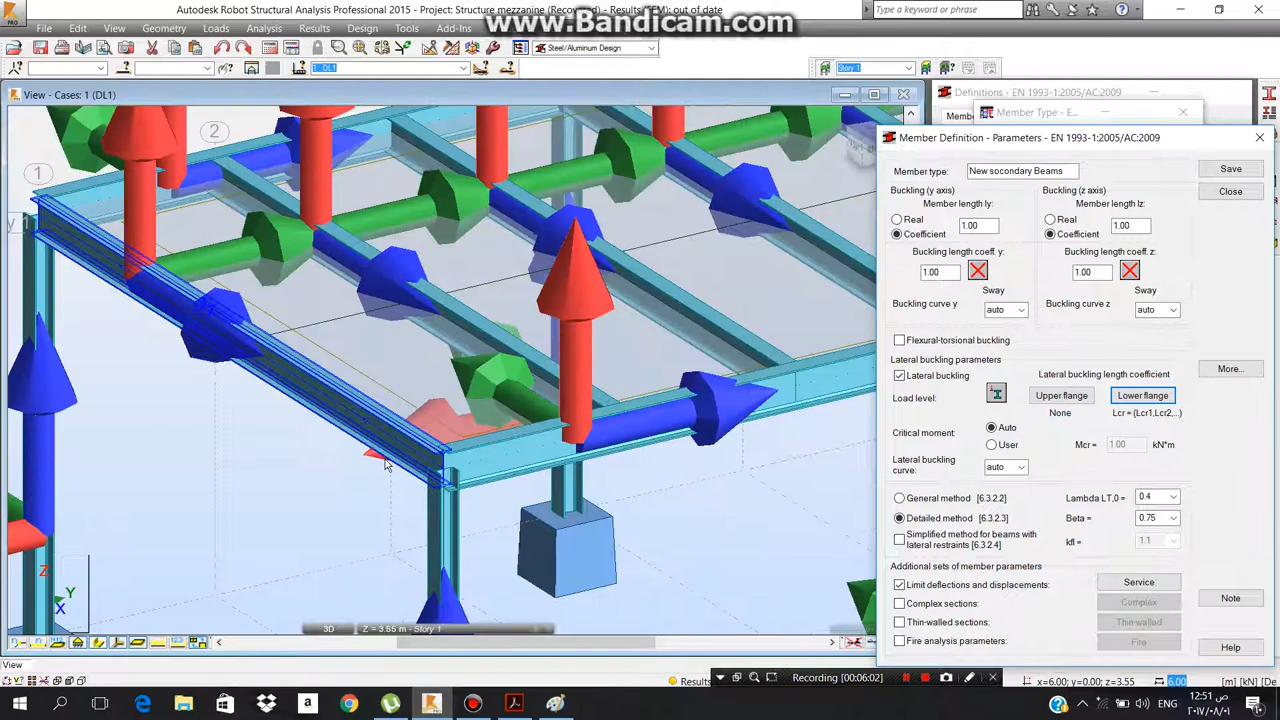 Autodesk Robot Structural Analysis Professional 2015 - Project: Structure mezzanine (Recovered) - Results (FEM): out of date
www.Bandicam.com
Type a keyword or phrase
File Edit View Geometry Loads Analysis Results Design Tools Add-Ins
Steel/Aluminum Design
1 : DL1
Story 1
View - Cases: 1 (DL1)
Definitions - EN 1993-1:2005/AC:2009
Member Type - E...
Member Definition - Parameters - EN 1993-1:2005/AC:2009
Member type: New socondary Beams
Save
Close
Buckling (y axis)
Member length ly:
Real
Coefficient
1.00
Buckling length coeff. y:
1.00
Sway
Buckling curve y auto
Buckling (z axis)
Member length lz:
Real
Coefficient
1.00
Buckling length coeff. z:
1.00
Sway
Buckling curve z auto
Flexural-torsional buckling
Lateral buckling parameters
Lateral buckling
Lateral buckling length coefficient
More...
Load level:
Upper flange
Lower flange
None
Lcr = (Lcr1,Lcr2,...)
Critical moment:
Auto
User
Mcr = 1.00 kN*m
Lateral buckling curve: auto
General method [6.3.2.2]
Lambda LT,0 = 0.4
Detailed method [6.3.2.3]
Beta = 0.75
Simplified method for beams with lateral restraints [6.3.2.4]
kfl = 1.1
Additional sets of member parameters
Limit deflections and displacements:
Service
Complex sections:
Complex
Thin-walled sections:
Thin-walled
Fire analysis parameters:
Fire
Note
Help
1
2
y
Z
Y
X
3D
Z = 3.55 m - Story 1
View
Results
Recording [00:06:02]
x=6.00; y=0.00; z=3.55
6.00
ENG
12:51 ص
٢٠١٧/٠٨/٠١